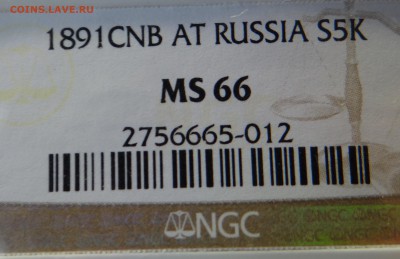 COINS.LAVE.RU
1891CNB AT RUSSIA S5K
MS 66
2756665-012
NGC